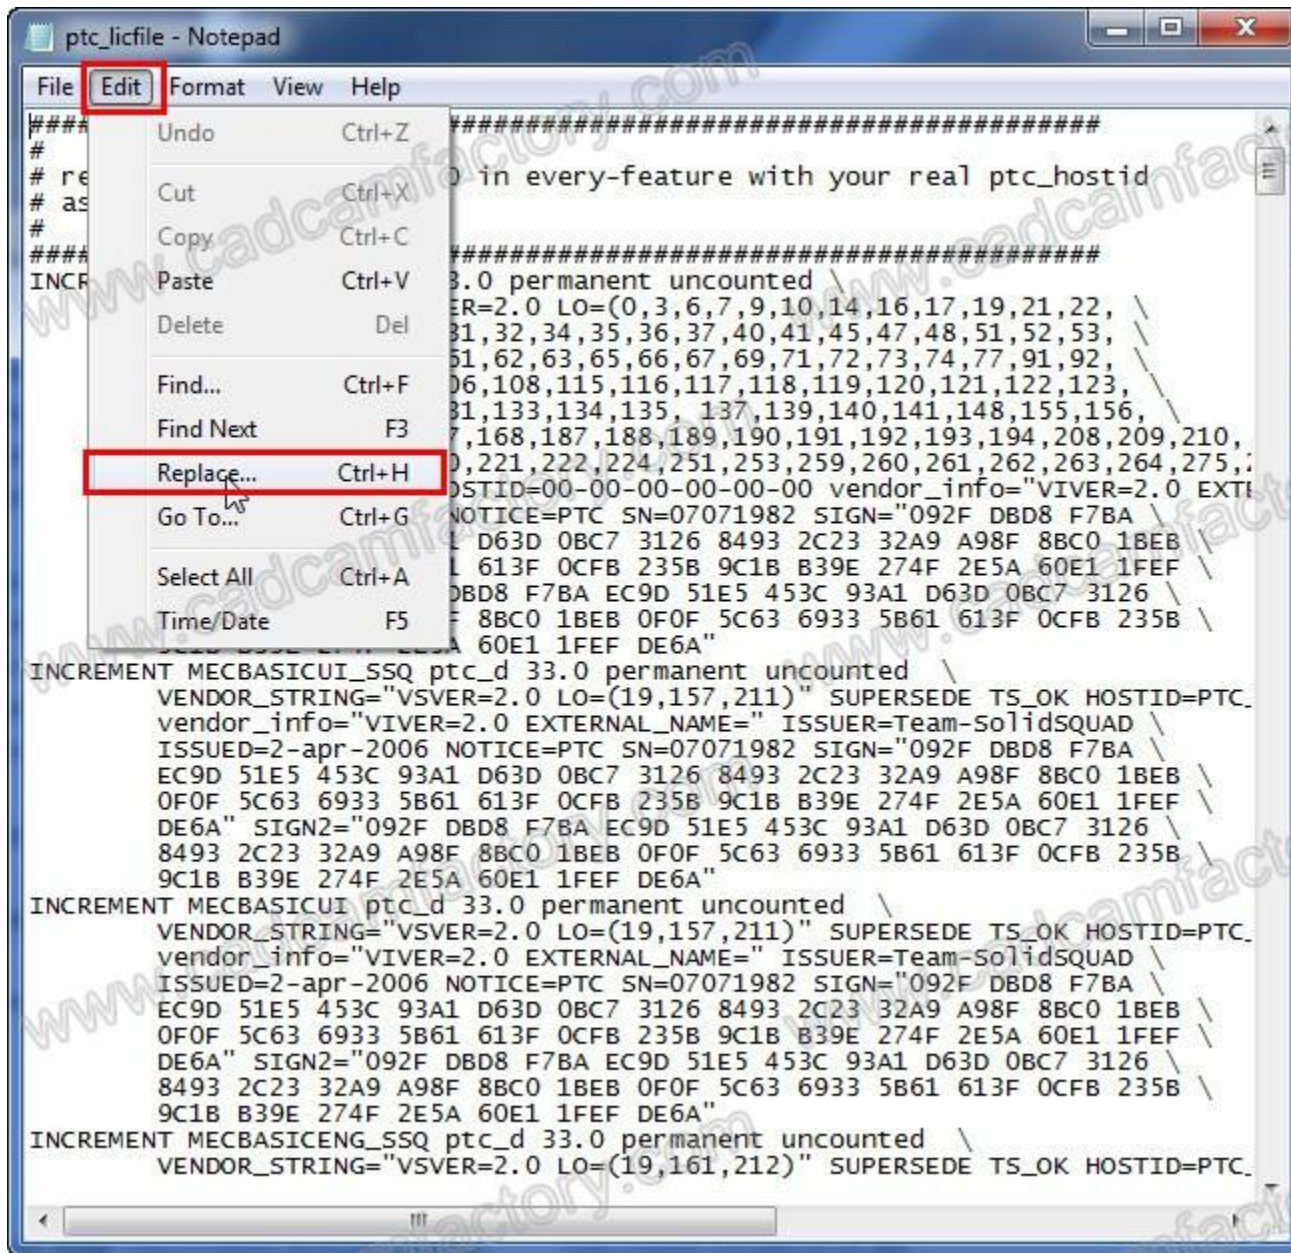 ptc_licfile - Notepad
File Edit Format View Help
Undo Ctrl+Z
Cut Ctrl+X
Copy Ctrl+C
Paste Ctrl+V
Delete Del
Find... Ctrl+F
Find Next F3
Replace... Ctrl+H
Go To... Ctrl+G
Select All Ctrl+A
Time/Date F5
#
# re in every-feature with your real ptc_hostid
# as
#
INCR 3.0 permanent uncounted \
ER=2.0 LO=(0,3,6,7,9,10,14,16,17,19,21,22, \
31,32,34,35,36,37,40,41,45,47,48,51,52,53, \
61,62,63,65,66,67,69,71,72,73,74,77,91,92, \
06,108,115,116,117,118,119,120,121,122,123, \
31,133,134,135, 137,139,140,141,148,155,156, \
7,168,187,188,189,190,191,192,193,194,208,209,210,
0,221,222,224,251,253,259,260,261,262,263,264,275,
OSTID=00-00-00-00-00-00 vendor_info="VIVER=2.0 EXTE
NOTICE=PTC SN=07071982 SIGN="092F DBD8 F7BA \
D63D 0BC7 3126 8493 2C23 32A9 A98F 8BC0 1BEB \
613F 0CFB 235B 9C1B B39E 274F 2E5A 60E1 1FEF \
DBD8 F7BA EC9D 51E5 453C 93A1 D63D 0BC7 3126 \
8BC0 1BEB 0F0F 5C63 6933 5B61 613F 0CFB 235B \
60E1 1FEF DE6A"
INCREMENT MECBASICUI_SSQ ptc_d 33.0 permanent uncounted \
VENDOR_STRING="VSVER=2.0 LO=(19,157,211)" SUPERSEDE TS_OK HOSTID=PTC_
vendor_info="VIVER=2.0 EXTERNAL_NAME=" ISSUER=Team-SolidSQUAD \
ISSUED=2-apr-2006 NOTICE=PTC SN=07071982 SIGN="092F DBD8 F7BA \
EC9D 51E5 453C 93A1 D63D 0BC7 3126 8493 2C23 32A9 A98F 8BC0 1BEB \
0F0F 5C63 6933 5B61 613F 0CFB 235B 9C1B B39E 274F 2E5A 60E1 1FEF \
DE6A" SIGN2="092F DBD8 F7BA EC9D 51E5 453C 93A1 D63D 0BC7 3126 \
8493 2C23 32A9 A98F 8BC0 1BEB 0F0F 5C63 6933 5B61 613F 0CFB 235B \
9C1B B39E 274F 2E5A 60E1 1FEF DE6A"
INCREMENT MECBASICUI ptc_d 33.0 permanent uncounted \
VENDOR_STRING="VSVER=2.0 LO=(19,157,211)" SUPERSEDE TS_OK HOSTID=PTC_
vendor_info="VIVER=2.0 EXTERNAL_NAME=" ISSUER=Team-SolidSQUAD \
ISSUED=2-apr-2006 NOTICE=PTC SN=07071982 SIGN="092F DBD8 F7BA \
EC9D 51E5 453C 93A1 D63D 0BC7 3126 8493 2C23 32A9 A98F 8BC0 1BEB \
0F0F 5C63 6933 5B61 613F 0CFB 235B 9C1B B39E 274F 2E5A 60E1 1FEF \
DE6A" SIGN2="092F DBD8 F7BA EC9D 51E5 453C 93A1 D63D 0BC7 3126 \
8493 2C23 32A9 A98F 8BC0 1BEB 0F0F 5C63 6933 5B61 613F 0CFB 235B \
9C1B B39E 274F 2E5A 60E1 1FEF DE6A"
INCREMENT MECBASICENG_SSQ ptc_d 33.0 permanent uncounted \
VENDOR_STRING="VSVER=2.0 LO=(19,161,212)" SUPERSEDE TS_OK HOSTID=PTC_
www.cadcamfactory.com